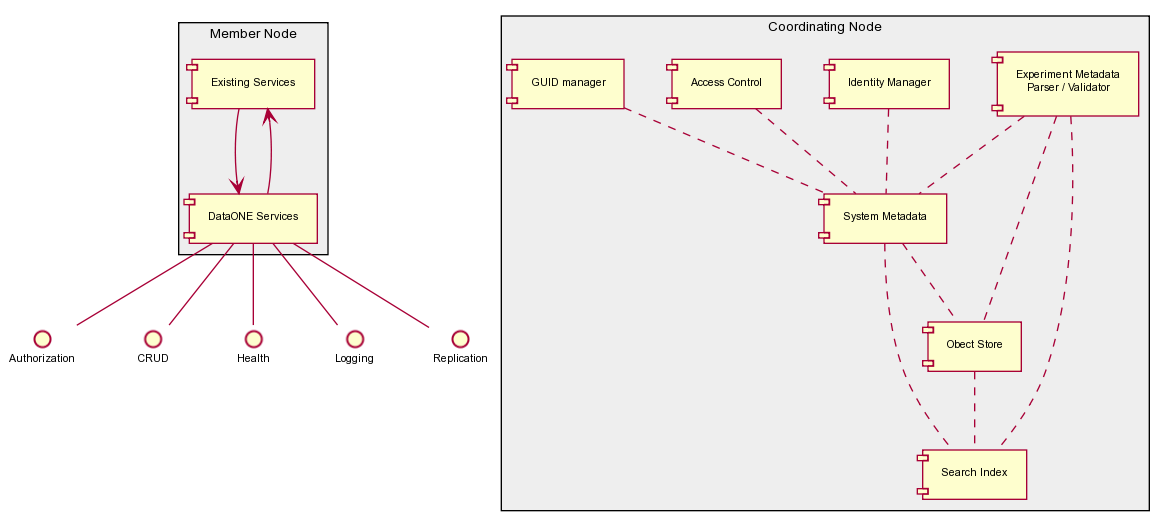 Member Node
Existing Services
DataONE Services
Authorization
CRUD
Health
Logging
Replication
Coordinating Node
GUID manager
Access Control
Identity Manager
Experiment Metadata
Parser / Validator
System Metadata
Obect Store
Search Index